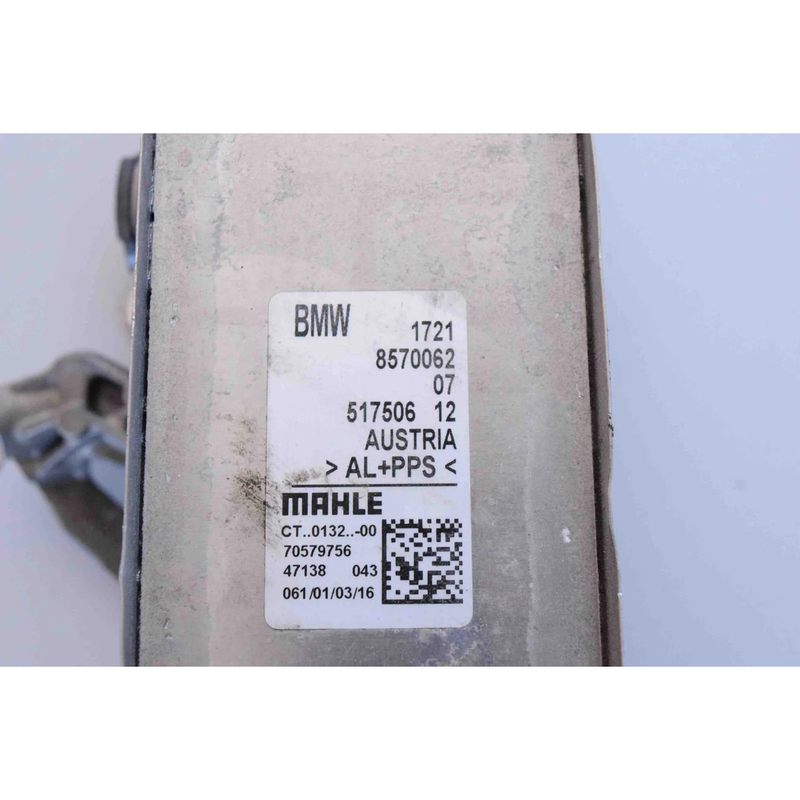 BMW 1721
8570062
07
517506 12
AUSTRIA
>AL+PPS<
MAHLE
CT..0132..-00
70579756
47138 043
061/01/03/16